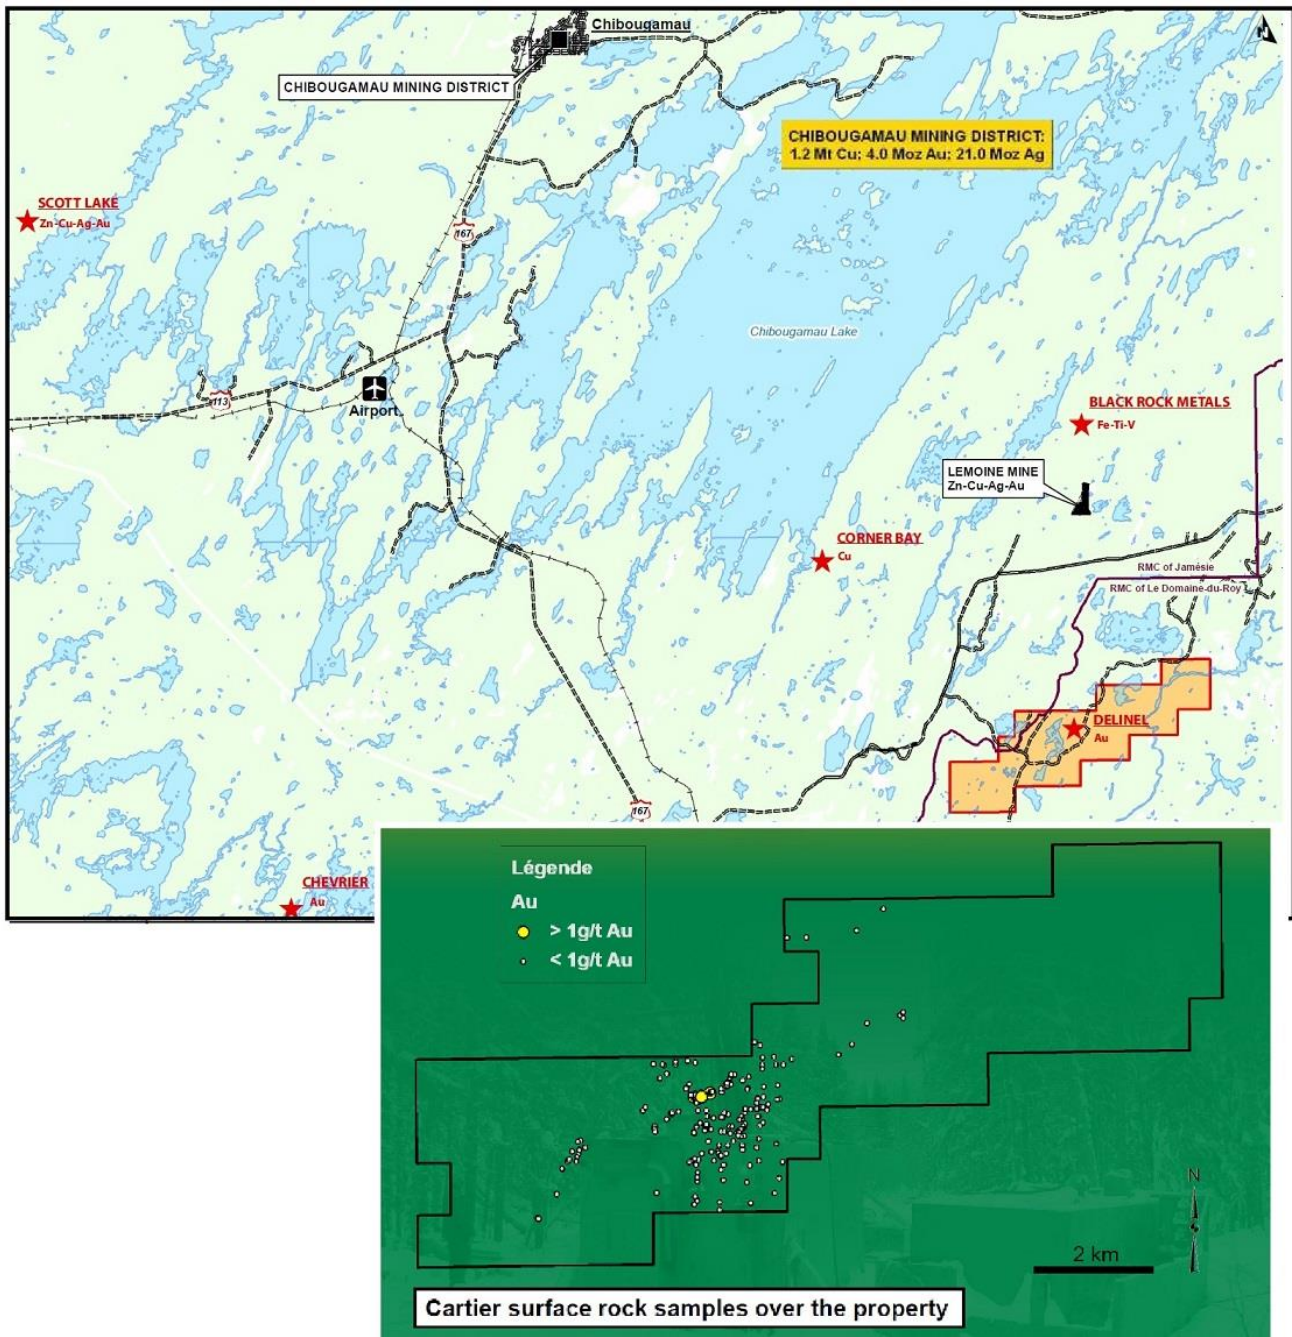 Chibougamau
N
CHIBOUGAMAU MINING DISTRICT
CHIBOUGAMAU MINING DISTRICT:
1.2 Mt Cu; 4.0 Moz Au; 21.0 Moz Ag
SCOTT LAKE
Zn-Cu-Ag-Au
167
Chibougamau Lake
113
Airport
BLACK ROCK METALS
Fe-Ti-V
LEMOINE MINE
Zn-Cu-Ag-Au
CORNER BAY
Cu
RMC of Jamésie
RMC of Le Domaine-du-Roy
DELINEL
Au
167
CHEVRIER
Au
Légende
Au
> 1g/t Au
< 1g/t Au
N
2 km
Cartier surface rock samples over the property